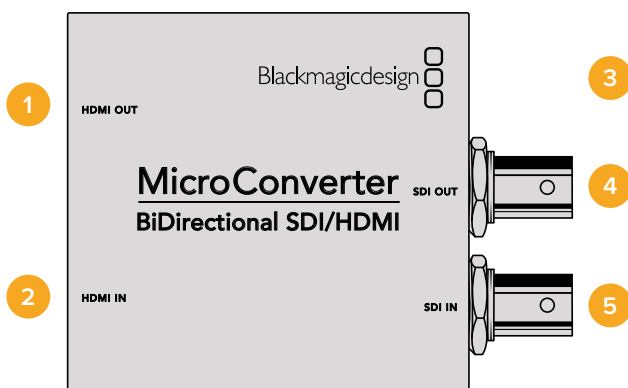 Blackmagicdesign
1
3
HDMI OUT
MicroConverter
SDI OUT
4
BiDirectional SDI/HDMI
2
HDMI IN
SDI IN
5